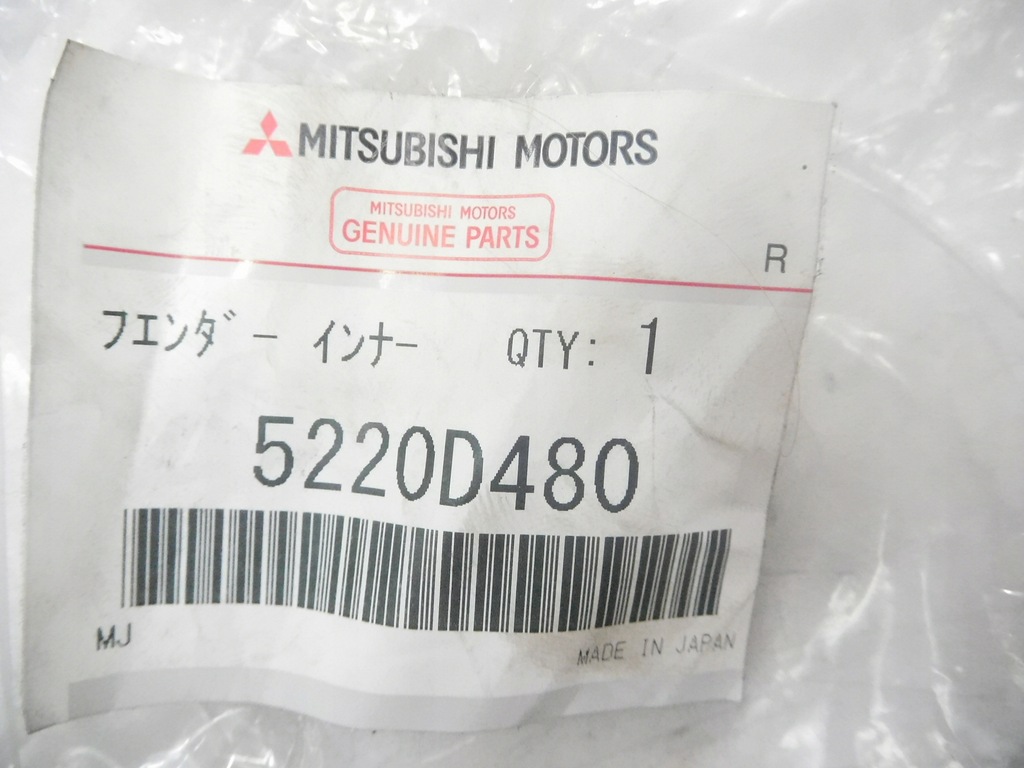 MITSUBISHI MOTORS
MITSUBISHI MOTORS
GENUINE PARTS
R
フエンダー インナー QTY: 1
5220D480
MJ
MADE IN JAPAN